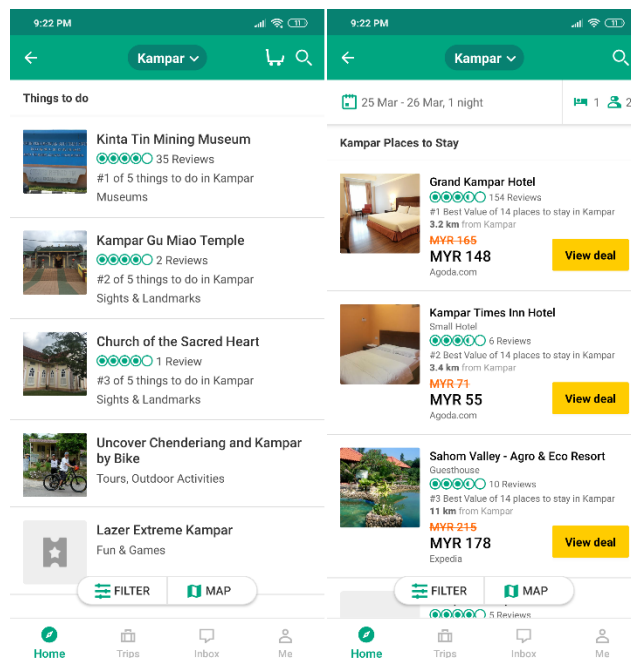 9:22 PM
11
Kampar
Things to do
Kinta Tin Mining Museum
35 Reviews
#1 of 5 things to do in Kampar
Museums
Kampar Gu Miao Temple
2 Reviews
#2 of 5 things to do in Kampar
Sights & Landmarks
Church of the Sacred Heart
1 Review
#3 of 5 things to do in Kampar
Sights & Landmarks
Uncover Chenderiang and Kampar
by Bike
Tours, Outdoor Activities
Lazer Extreme Kampar
Fun & Games
FILTER
MAP
Home
Trips
Inbox
Me
9:22 PM
11
Kampar
25 Mar - 26 Mar, 1 night
1
2
Kampar Places to Stay
Grand Kampar Hotel
154 Reviews
#1 Best Value of 14 places to stay in Kampar
3.2 km from Kampar
MYR 165
MYR 148
View deal
Agoda.com
Kampar Times Inn Hotel
Small Hotel
6 Reviews
#2 Best Value of 14 places to stay in Kampar
3.4 km from Kampar
MYR 71
MYR 55
View deal
Agoda.com
Sahom Valley - Agro & Eco Resort
Guesthouse
10 Reviews
#3 Best Value of 14 places to stay in Kampar
11 km from Kampar
MYR 215
MYR 178
View deal
Expedia
FILTER
MAP
5 Reviews
Home
Trips
Inbox
Me